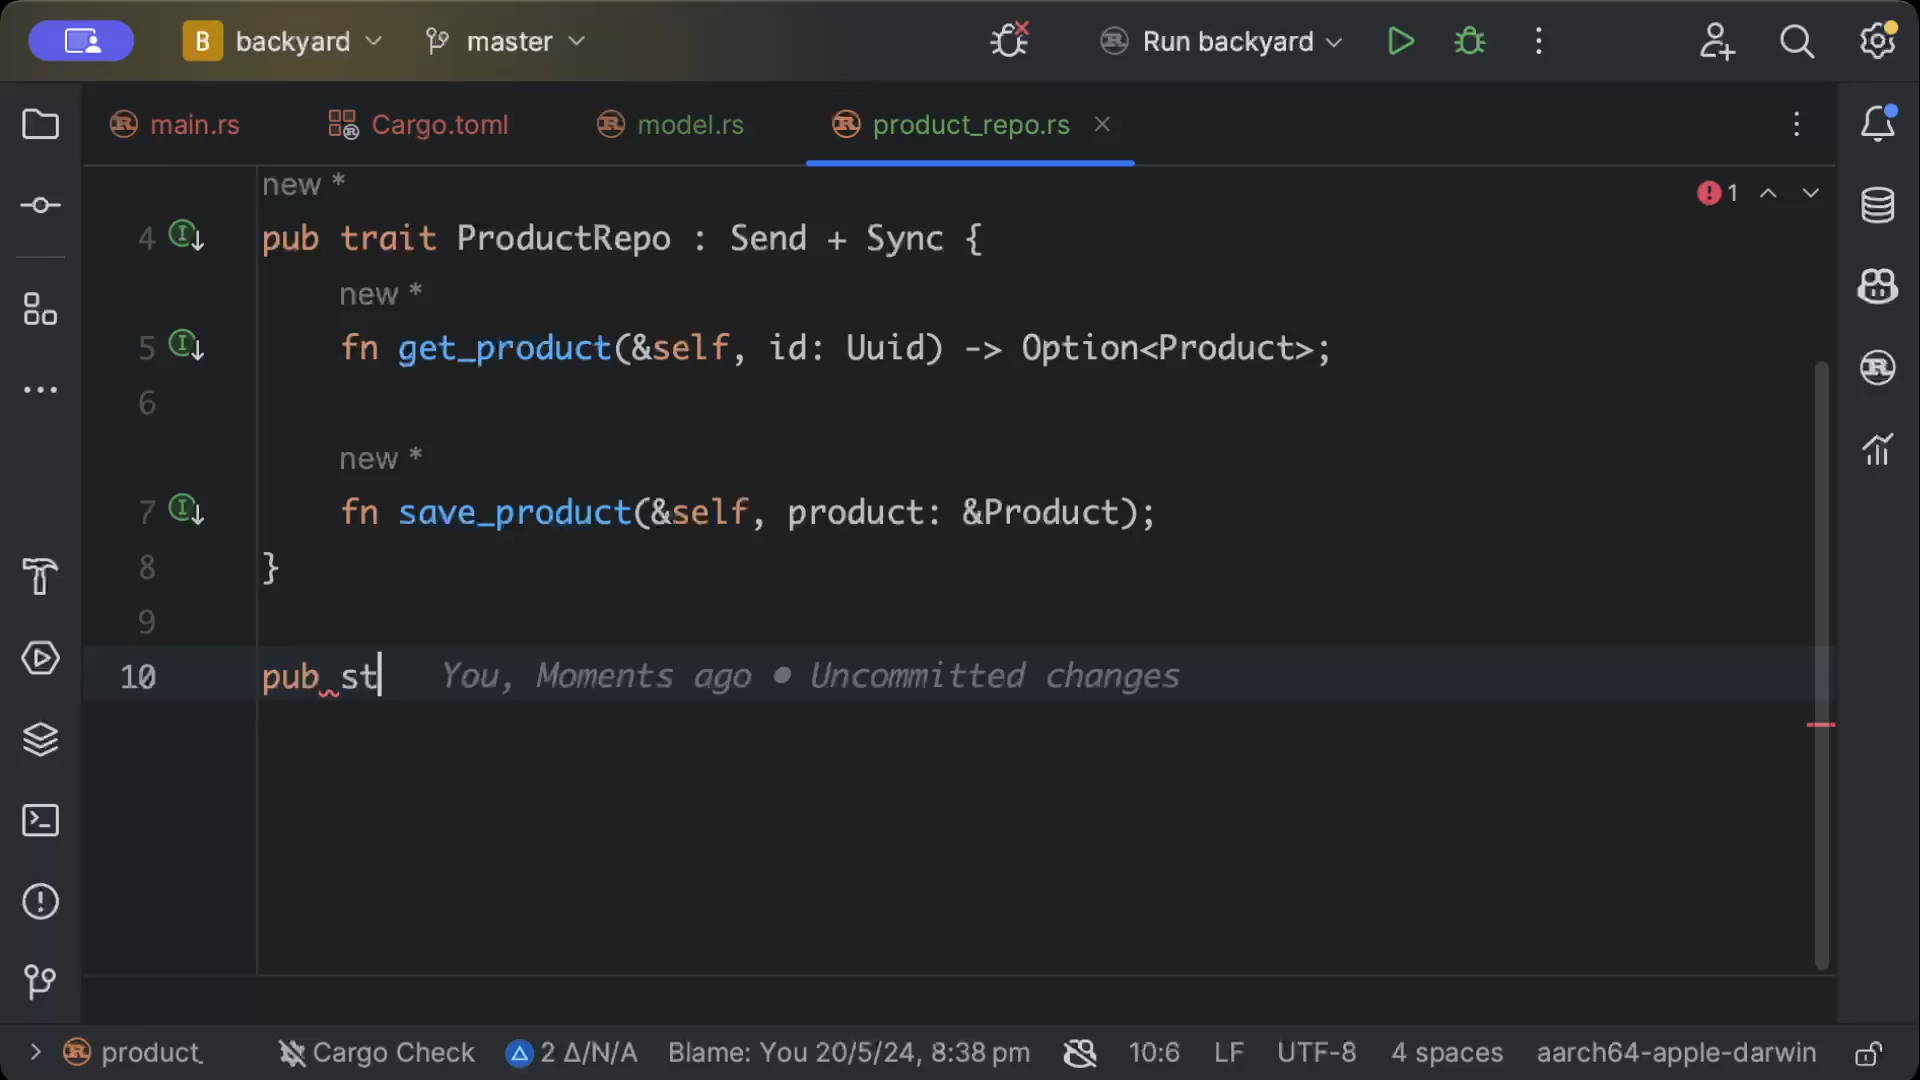 B backyard master Run backyard
main.rs Cargo.toml model.rs product_repo.rs
new *
1
4 pub trait ProductRepo : Send + Sync {
new *
5 fn get_product(&self, id: Uuid) -> Option<Product>;
6
new *
7 fn save_product(&self, product: &Product);
8 }
9
10 pub st You, Moments ago • Uncommitted changes
product_ Cargo Check 2 Δ/N/A Blame: You 20/5/24, 8:38 pm 10:6 LF UTF-8 4 spaces aarch64-apple-darwin